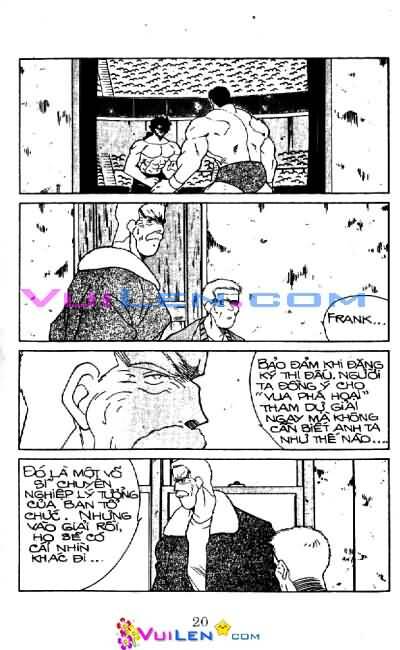 VuiLen.com
FRANK...
BẢO ĐẢM KHI ĐĂNG
KÝ THI ĐẤU, NGƯỜI
TA ĐỒNG Ý CHO
"VUA PHÁ HOẠI"
THAM DỰ GIẢI
NGAY MÀ KHÔNG
CẦN BIẾT ANH TA
NHƯ THẾ NÀO....
ĐÓ LÀ MỘT VÕ
SĨ CHUYÊN
NGHIỆP LÝ TƯỞNG
CỦA BAN TỔ
CHỨC... NHƯNG
VÀO GIẢI RỒI,
HỌ SẼ CÓ
CÁI NHÌN
KHÁC ĐI...
20
VuiLen